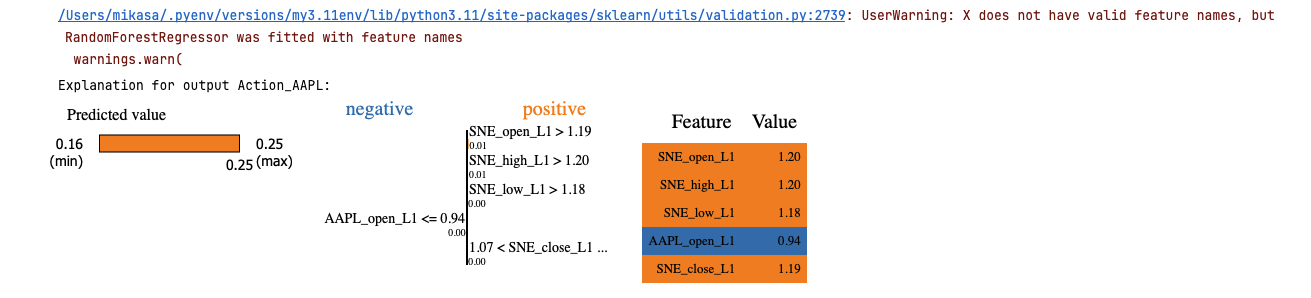 /Users/mikasa/.pyenv/versions/my3.11env/lib/python3.11/site-packages/sklearn/utils/validation.py:2739: UserWarning: X does not have valid feature names, but
RandomForestRegressor was fitted with feature names
warnings.warn(
Explanation for output Action_AAPL:
Predicted value
0.16
(min)
0.25
(max)
0.25
negative
positive
SNE_open_L1 > 1.19
0.01
SNE_high_L1 > 1.20
0.01
SNE_low_L1 > 1.18
0.00
AAPL_open_L1 <= 0.94
0.00
1.07 < SNE_close_L1 ...
0.00
Feature Value
SNE_open_L1 1.20
SNE_high_L1 1.20
SNE_low_L1 1.18
AAPL_open_L1 0.94
SNE_close_L1 1.19